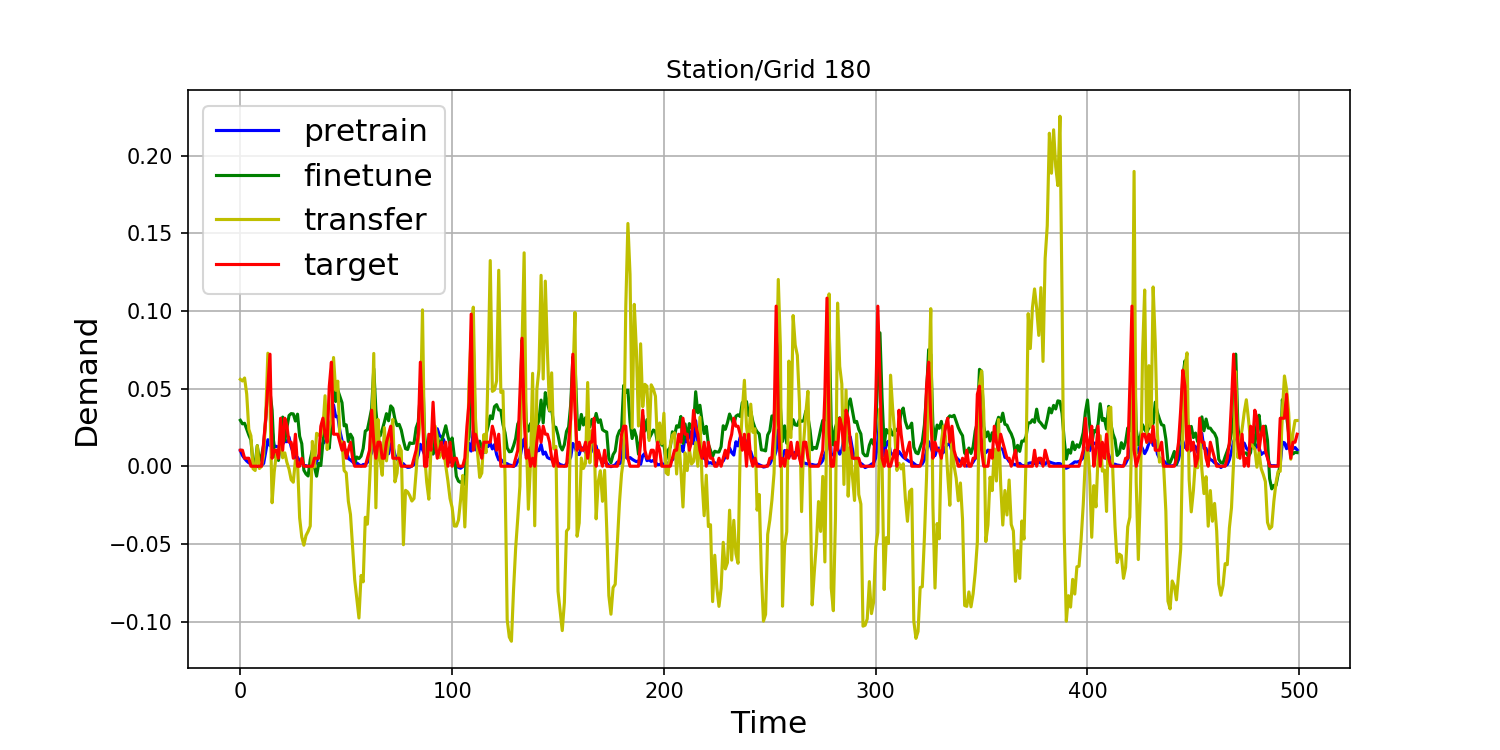 Station/Grid 180
pretrain
finetune
transfer
target
Demand
0.20
0.15
0.10
0.05
0.00
−0.05
−0.10
0 100 200 300 400 500
Time